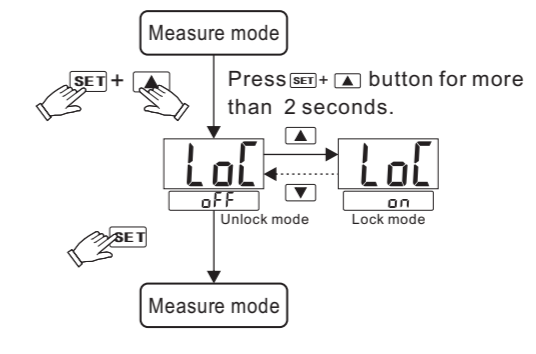 Measure mode
SET + ▲
Press SET + ▲ button for more
than 2 seconds.
▲
LoC LoC
▼
oFF on
Unlock mode Lock mode
SET
Measure mode